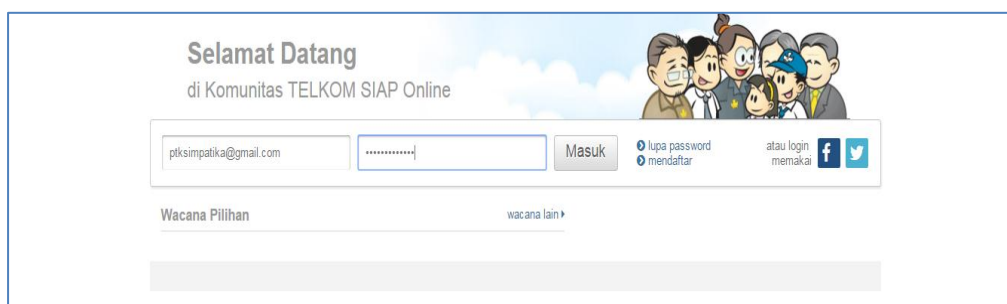 Selamat Datang
di Komunitas TELKOM SIAP Online
ptksimpatika@gmail.com
•••••••••••••
Masuk
lupa password
mendaftar
atau login
memakai
Wacana Pilihan
wacana lain